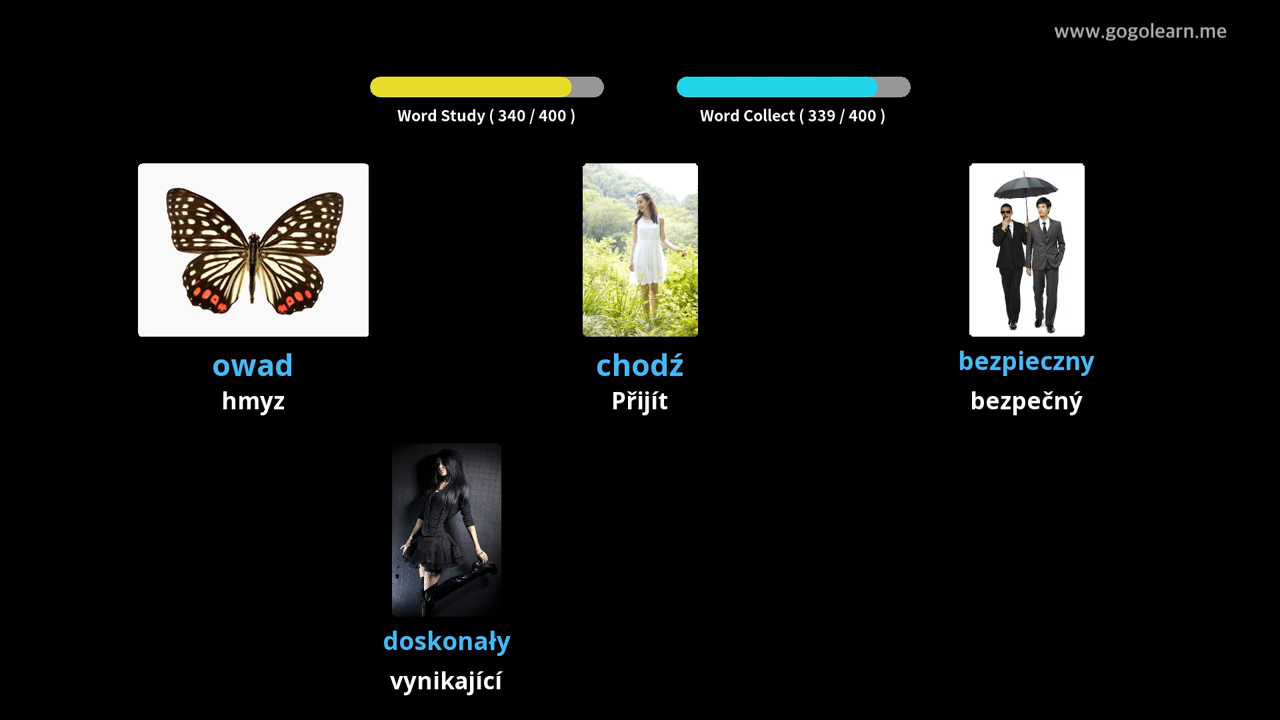 www.gogolearn.me
Word Study ( 340 / 400 )
Word Collect ( 339 / 400 )
owad
hmyz
chodź
Přijít
bezpieczny
bezpečný
doskonały
vynikající